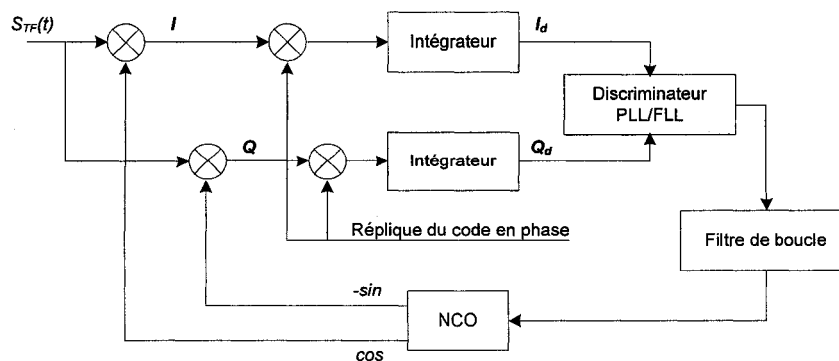 S_TF(t)
I
Intégrateur
I_d
Discriminateur
PLL/FLL
Q
Intégrateur
Q_d
Réplique du code en phase
Filtre de boucle
-sin
NCO
cos